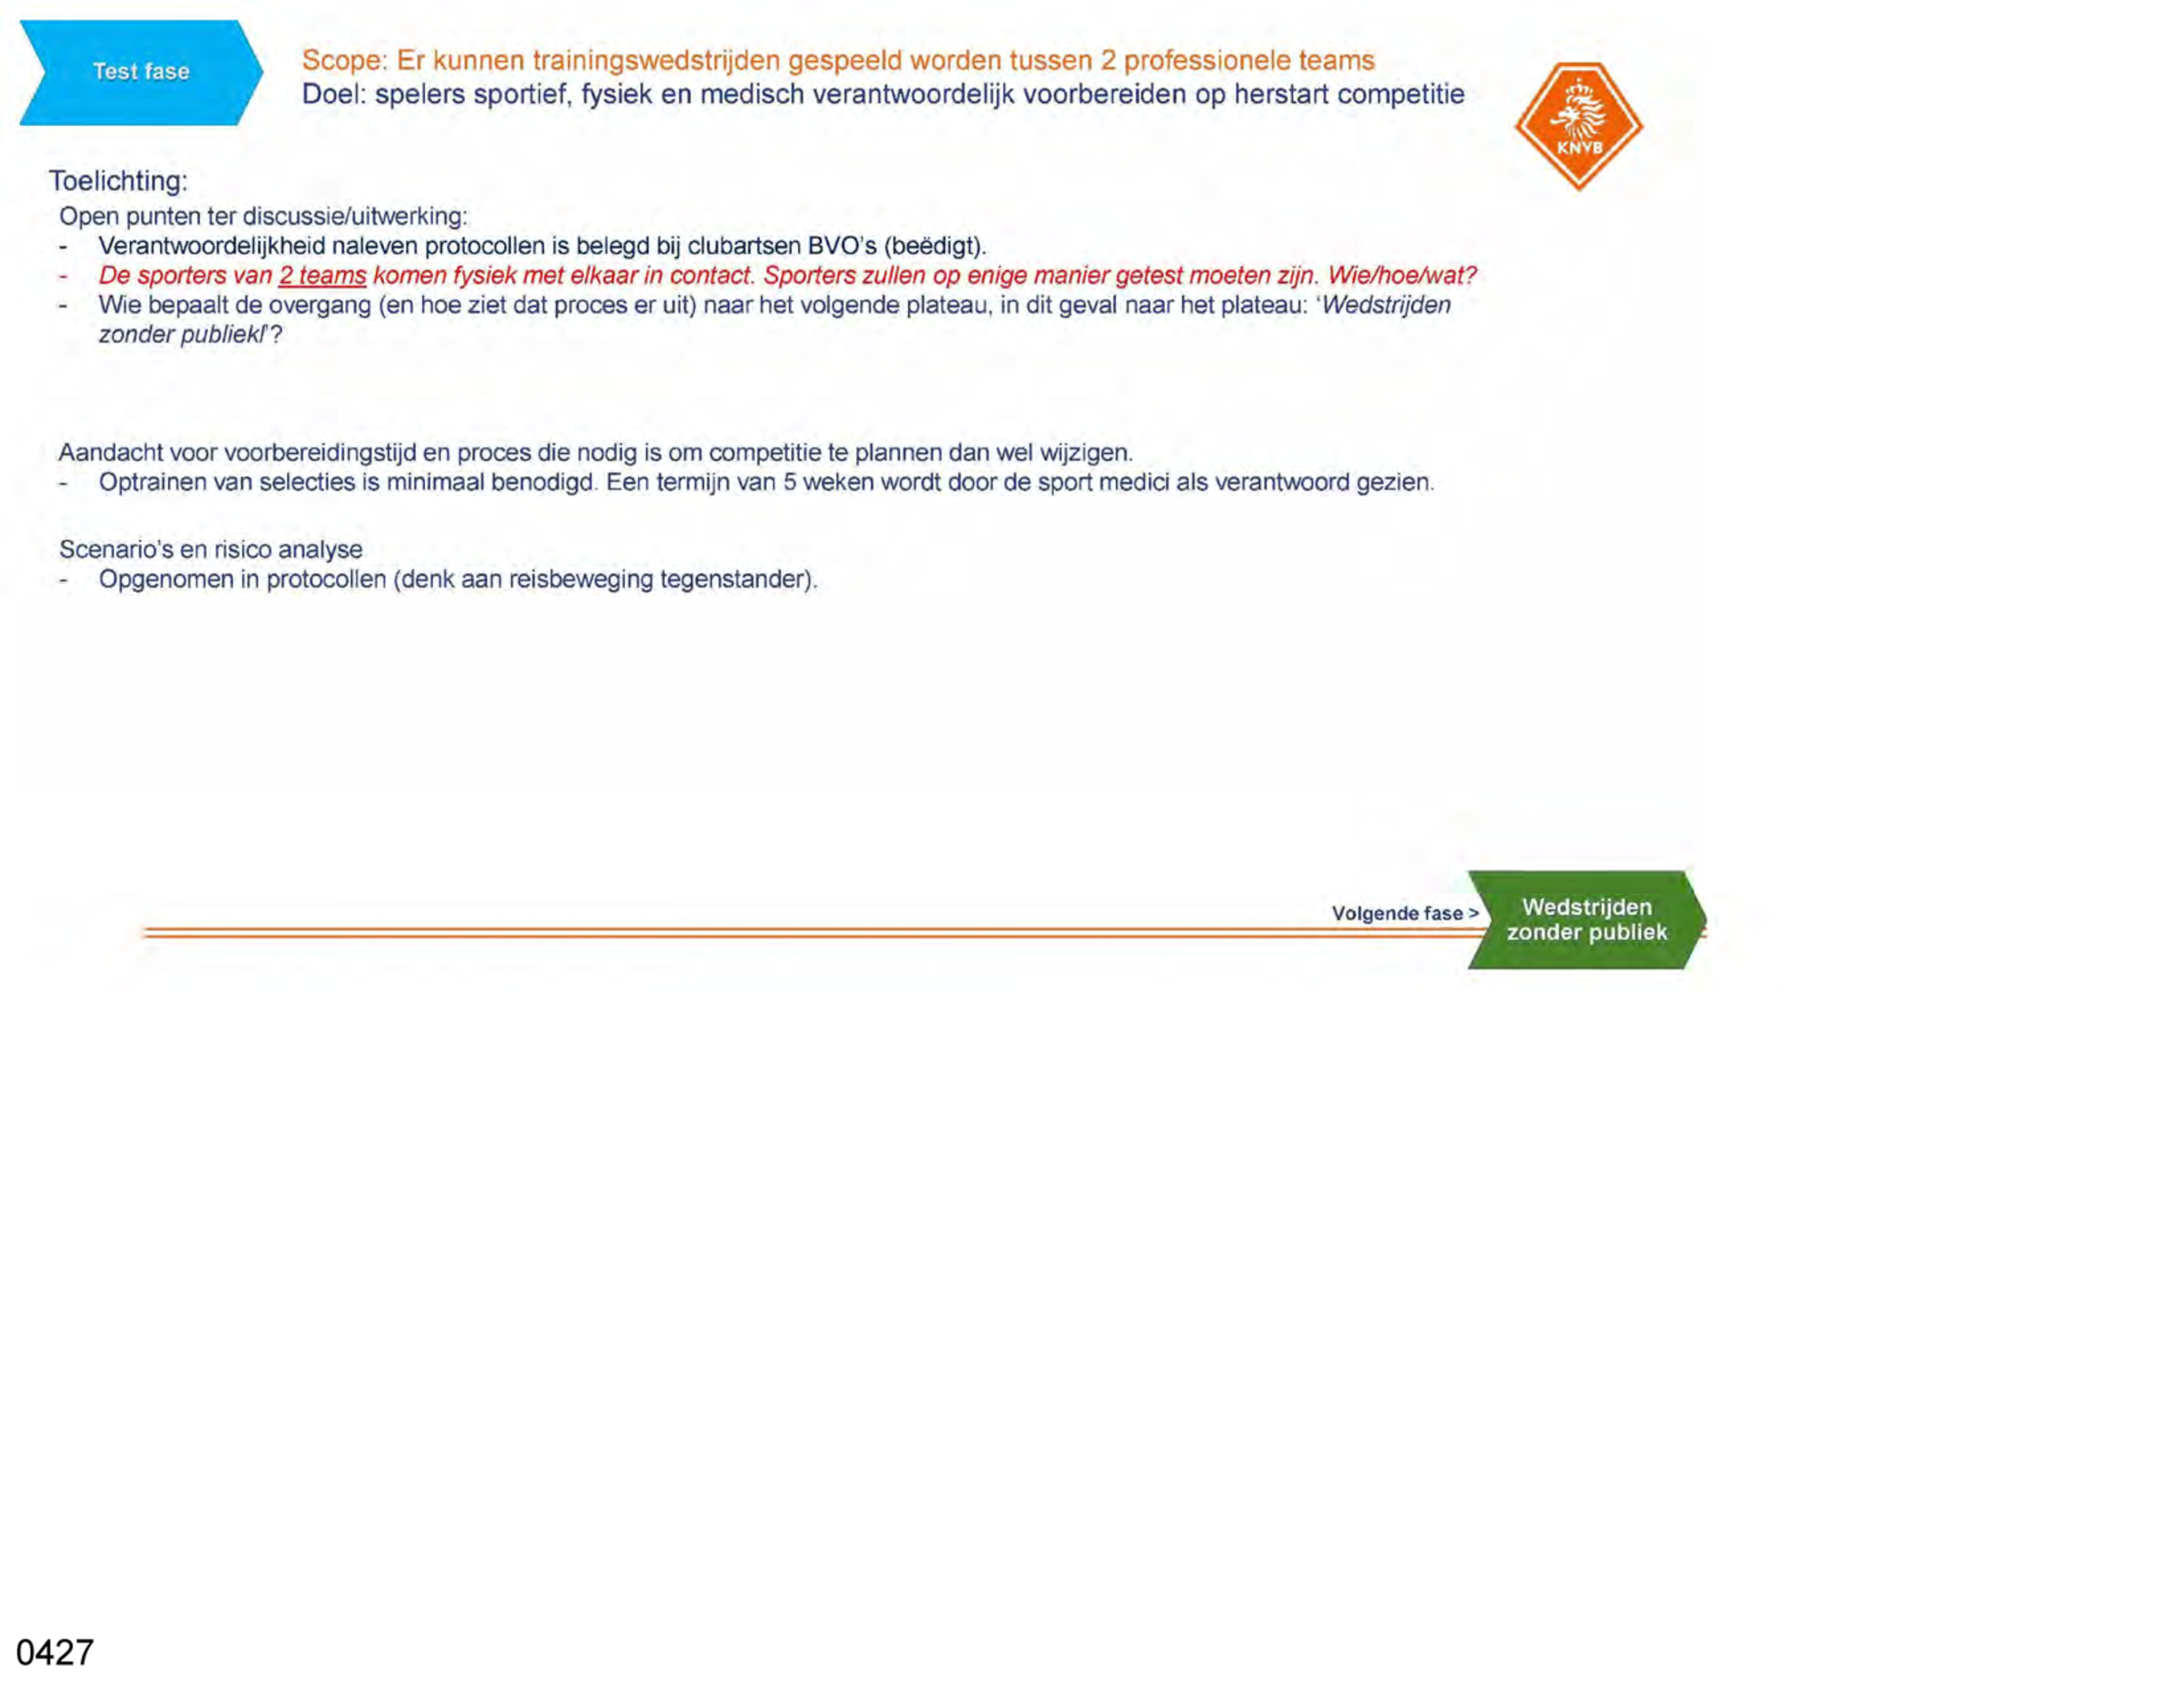 Test fase
Scope: Er kunnen trainingswedstrijden gespeeld worden tussen 2 professionele teams
Doel: spelers sportief, fysiek en medisch verantwoordelijk voorbereiden op herstart competitie
KNVB
Toelichting:
Open punten ter discussie/uitwerking:
- Verantwoordelijkheid naleven protocollen is belegd bij clubartsen BVO's (beëdigt).
- De sporters van 2 teams komen fysiek met elkaar in contact. Sporters zullen op enige manier getest moeten zijn. Wie/hoe/wat?
- Wie bepaalt de overgang (en hoe ziet dat proces er uit) naar het volgende plateau, in dit geval naar het plateau: 'Wedstrijden
zonder publiek/'?
Aandacht voor voorbereidingstijd en proces die nodig is om competitie te plannen dan wel wijzigen.
- Optrainen van selecties is minimaal benodigd. Een termijn van 5 weken wordt door de sport medici als verantwoord gezien.
Scenario's en risico analyse
- Opgenomen in protocollen (denk aan reisbeweging tegenstander).
Volgende fase >
Wedstrijden
zonder publiek
0427